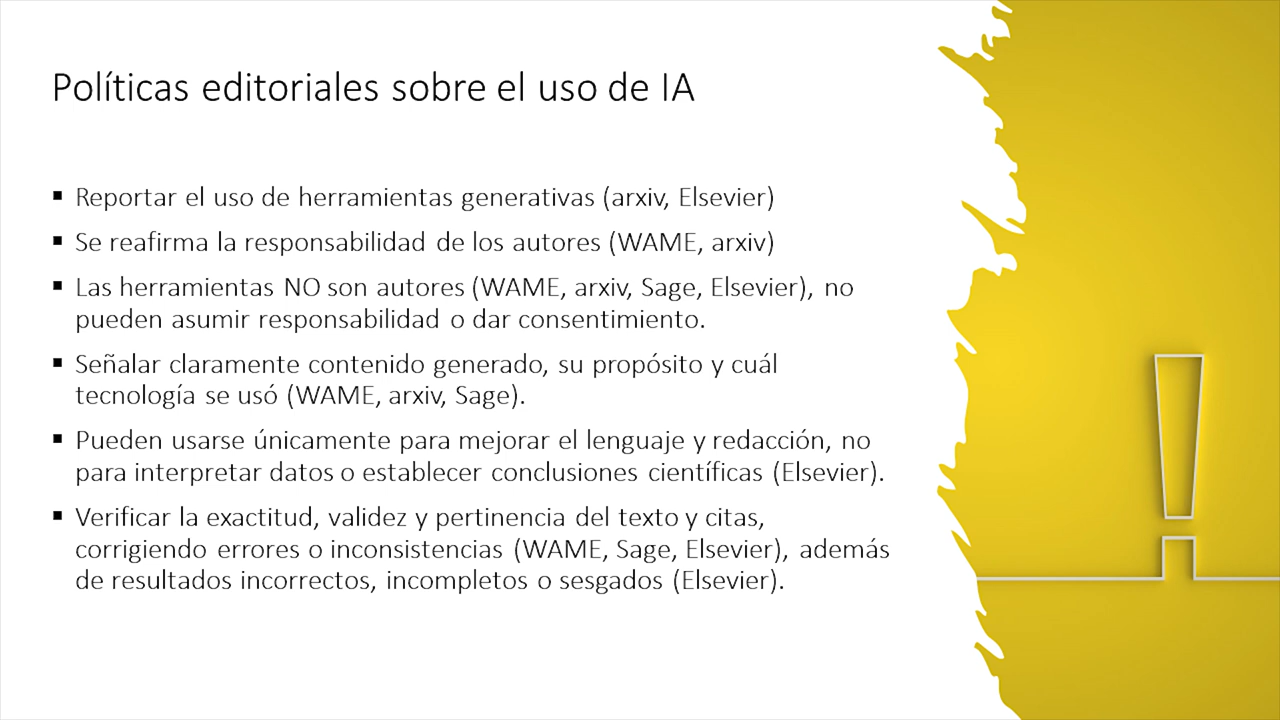 Políticas editoriales sobre el uso de IA
▪ Reportar el uso de herramientas generativas (arxiv, Elsevier)
▪ Se reafirma la responsabilidad de los autores (WAME, arxiv)
▪ Las herramientas NO son autores (WAME, arxiv, Sage, Elsevier), no
pueden asumir responsabilidad o dar consentimiento.
▪ Señalar claramente contenido generado, su propósito y cuál
tecnología se usó (WAME, arxiv, Sage).
▪ Pueden usarse únicamente para mejorar el lenguaje y redacción, no
para interpretar datos o establecer conclusiones científicas (Elsevier).
▪ Verificar la exactitud, validez y pertinencia del texto y citas,
corrigiendo errores o inconsistencias (WAME, Sage, Elsevier), además
de resultados incorrectos, incompletos o sesgados (Elsevier).